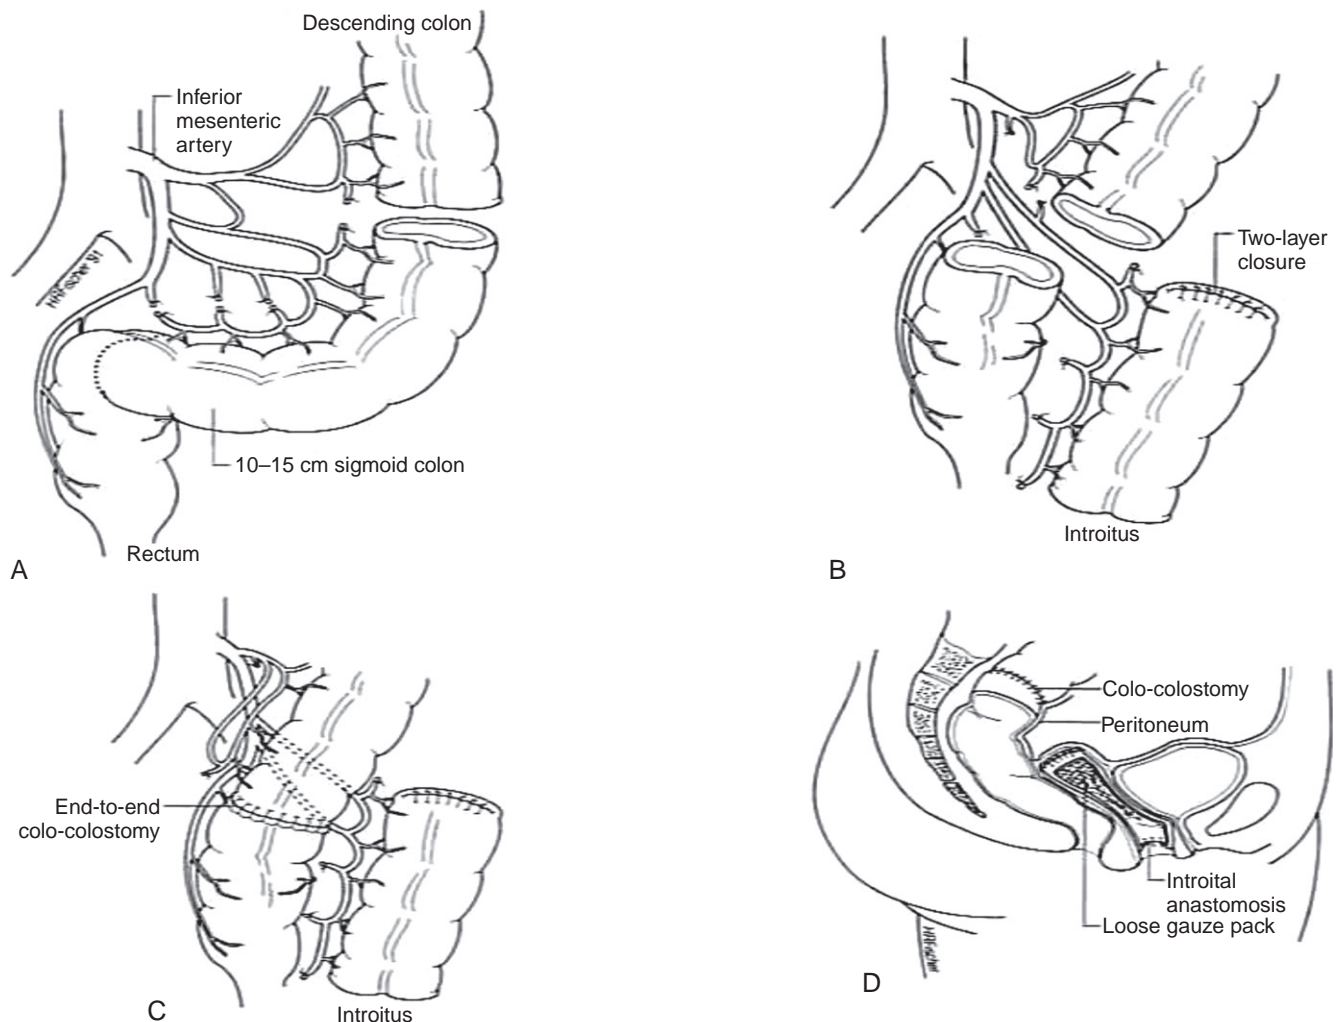 Descending colon
Inferior
mesenteric
artery
10–15 cm sigmoid colon
Rectum
A
Two-layer
closure
Introitus
B
End-to-end
colo-colostomy
Introitus
C
Colo-colostomy
Peritoneum
Introital
anastomosis
Loose gauze pack
D